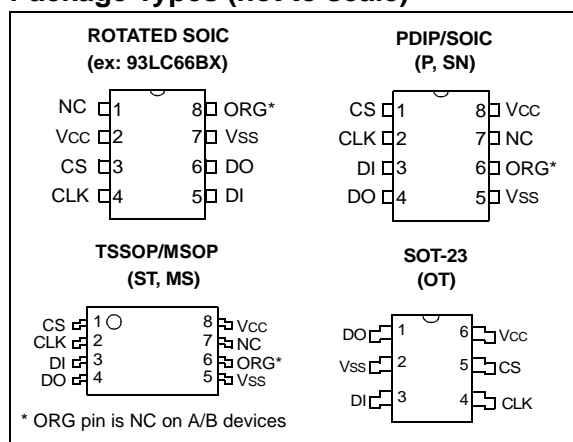 Package Types (not to scale)
ROTATED SOIC
(ex: 93LC66BX)
NC 1 8 ORG*
VCC 2 7 VSS
CS 3 6 DO
CLK 4 5 DI
PDIP/SOIC
(P, SN)
CS 1 8 VCC
CLK 2 7 NC
DI 3 6 ORG*
DO 4 5 VSS
TSSOP/MSOP
(ST, MS)
CS 1 8 VCC
CLK 2 7 NC
DI 3 6 ORG*
DO 4 5 VSS
SOT-23
(OT)
DO 1 6 VCC
VSS 2 5 CS
DI 3 4 CLK
* ORG pin is NC on A/B devices